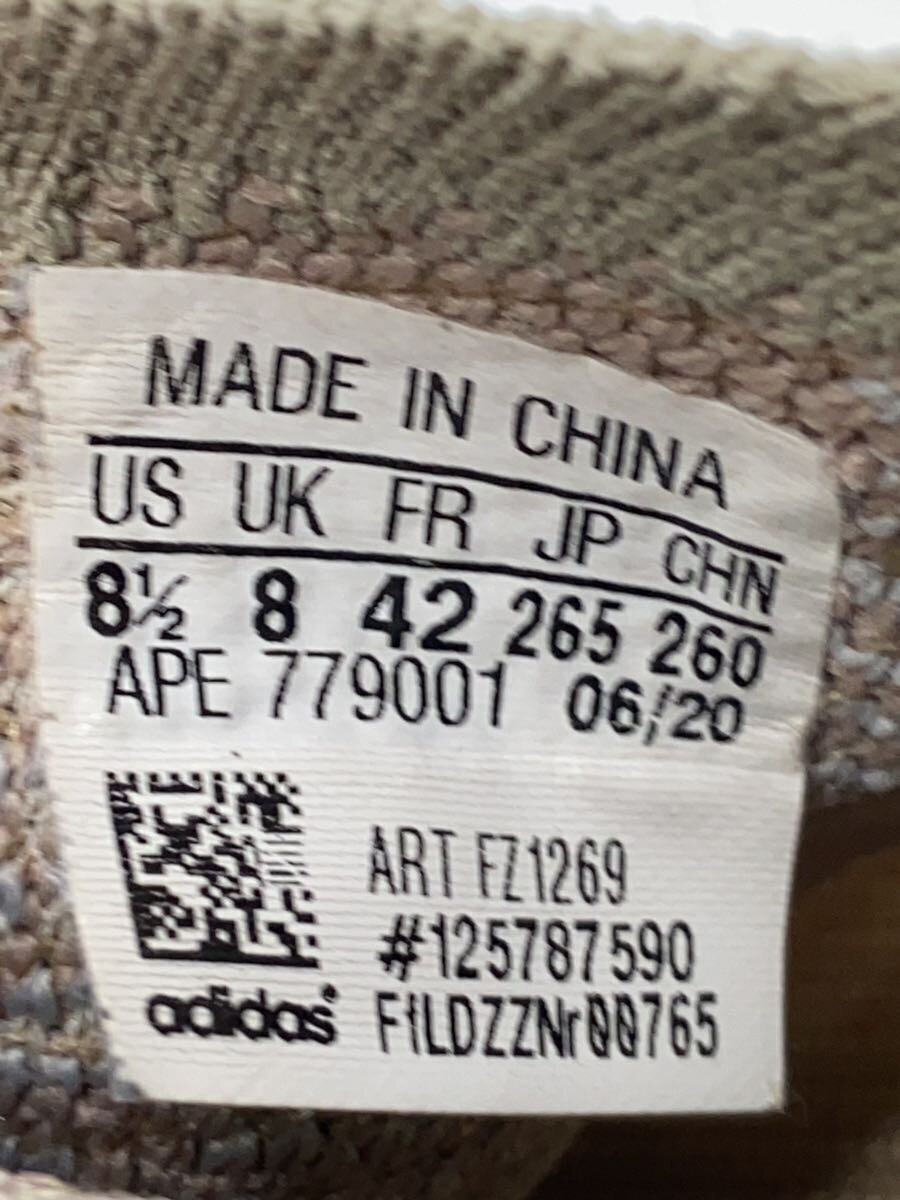 MADE IN CHINA
US UK FR JP CHN
8½ 8 42 265 260
APE 779001 06/20
ART FZ1269
#125787590
adidas® FfLDZZNr00765